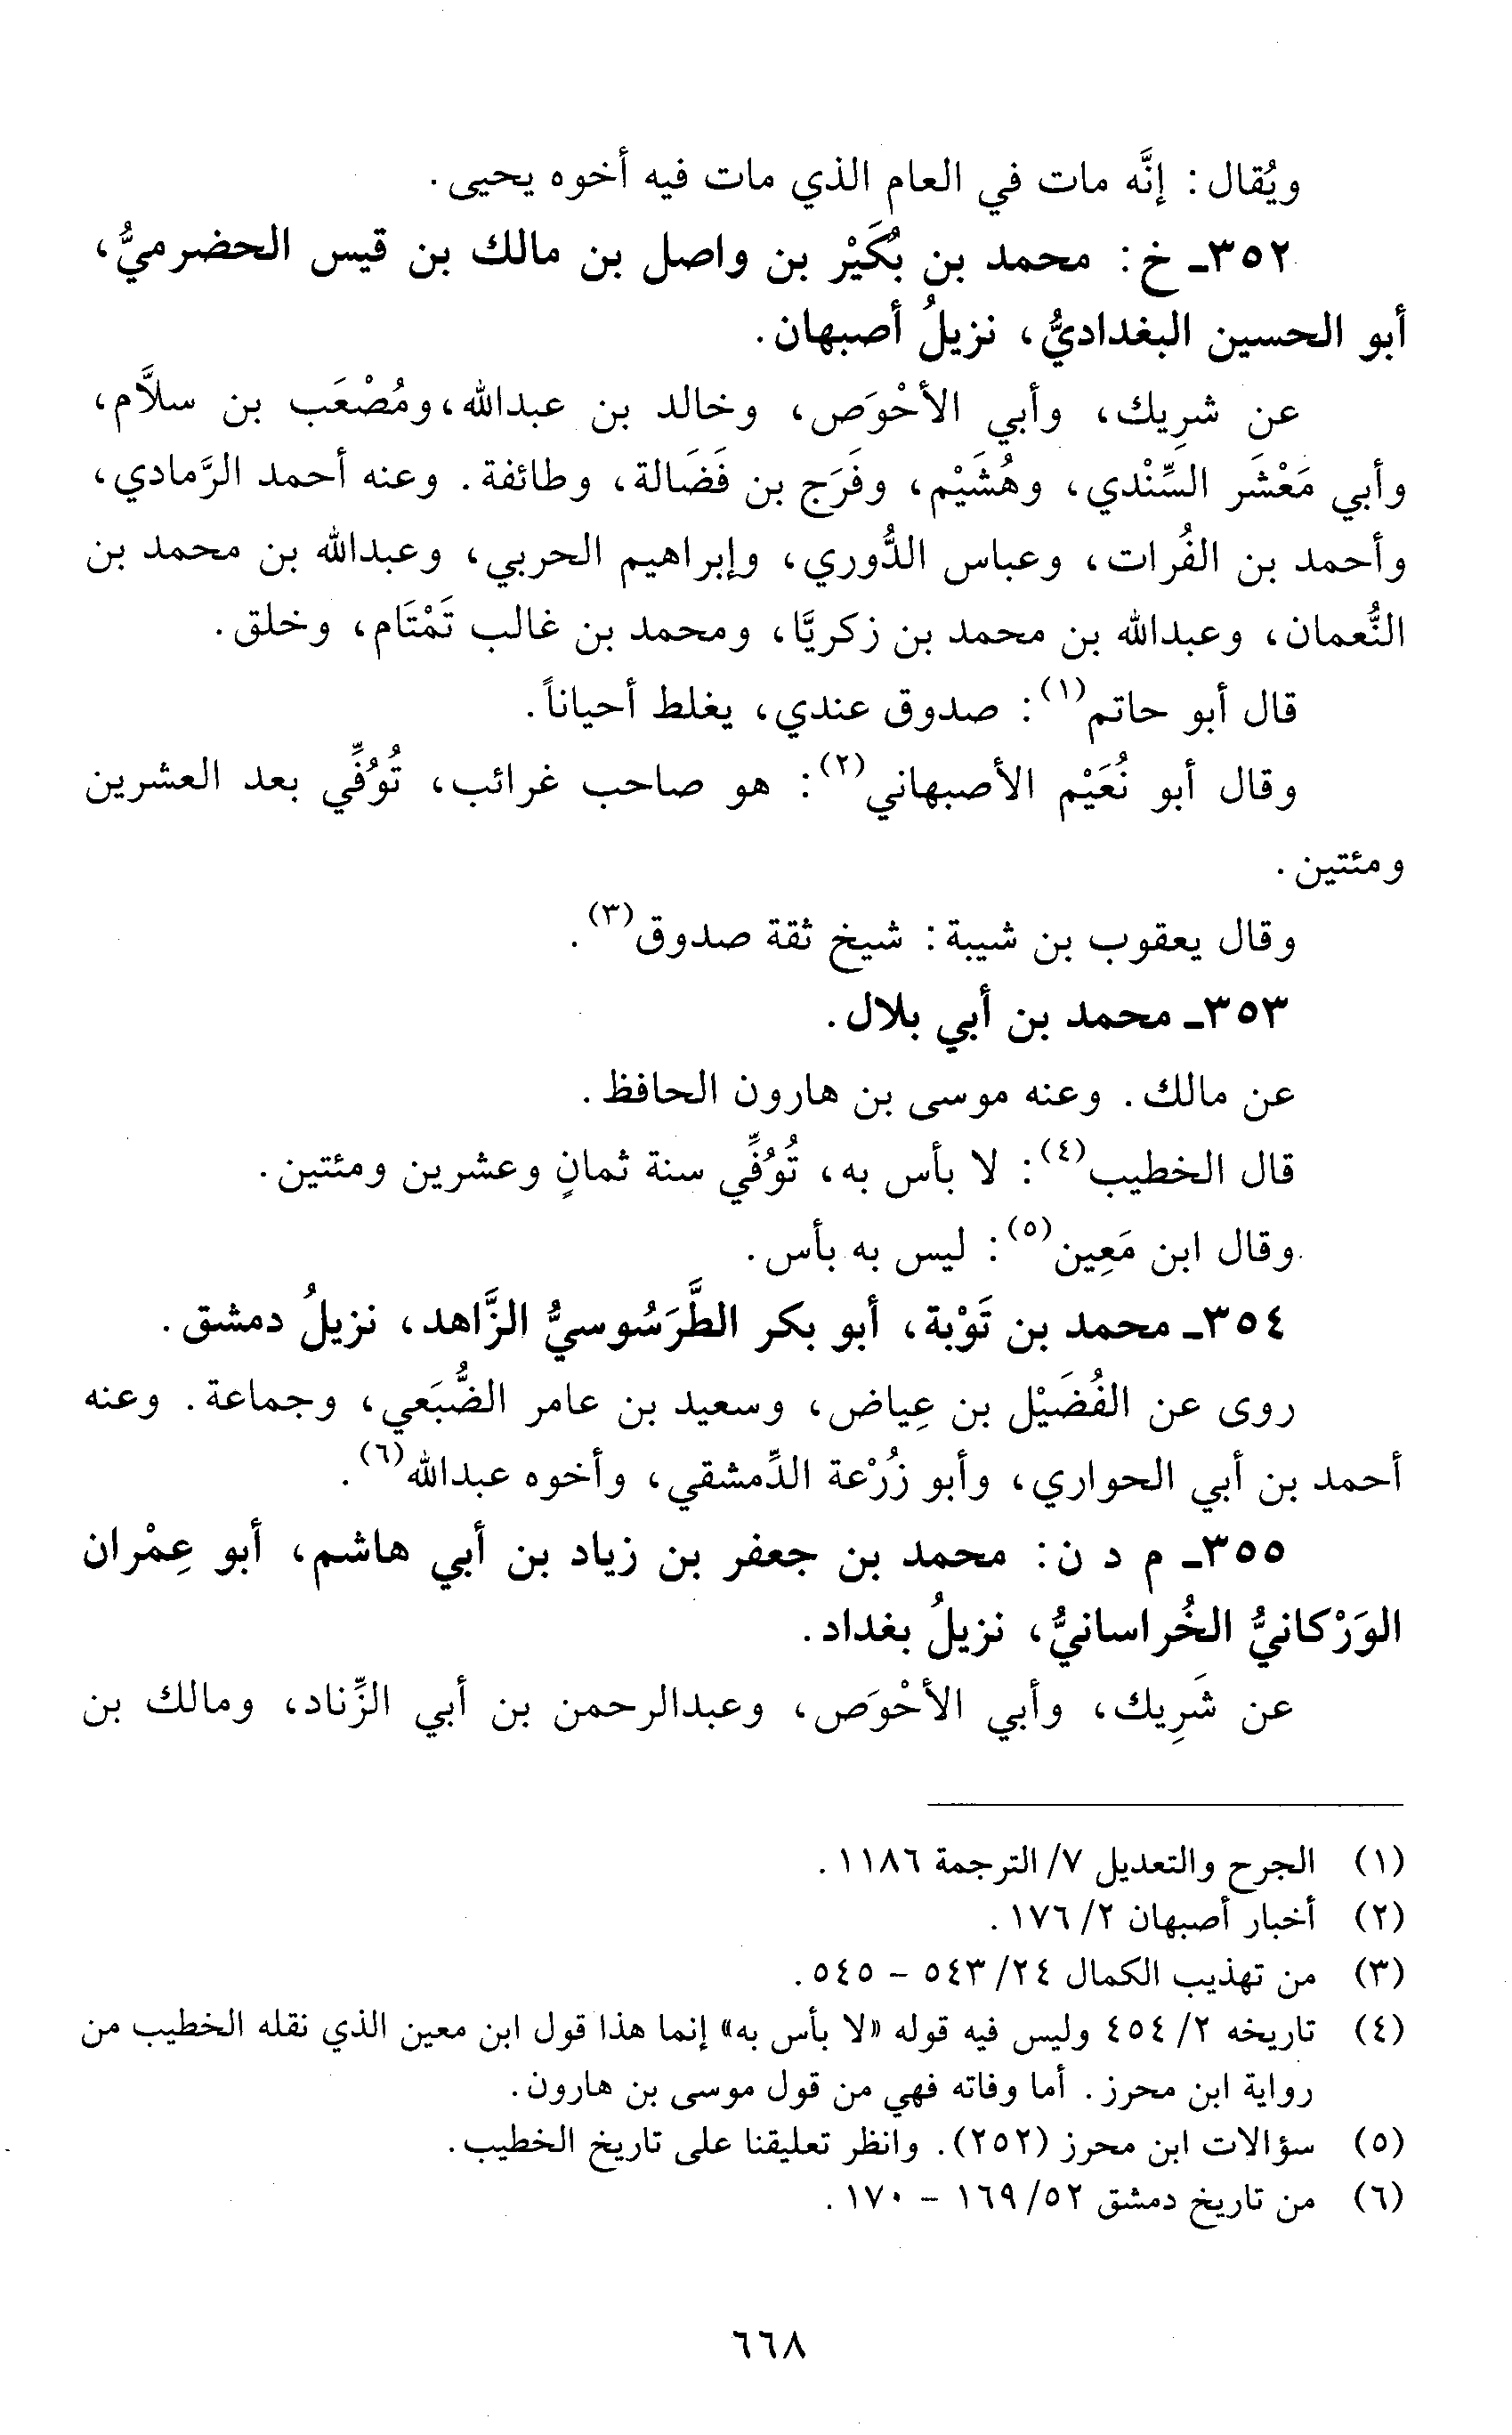 ويُقال: إنَّه مات في العام الذي مات فيه أخوه يحيى.
٣٥٢ـ خ: محمد بن بُكَيْر بن واصل بن مالك بن قيس الحضرميُّ،
أبو الحسين البغداديُّ، نزيلُ أصبهان.
عن شرِيك، وأبي الأحْوَص، وخالد بن عبدالله، ومُصْعَب بن سلاَّم،
وأبي مَعْشَر السِّنْدي، وهُشَيْم، وفَرَج بن فَضَالة، وطائفة. وعنه أحمد الرَّمادي،
وأحمد بن الفُرات، وعباس الدُّوري، وإبراهيم الحربي، وعبدالله بن محمد بن
النُّعمان، وعبدالله بن محمد بن زكريَّا، ومحمد بن غالب تَمْتَام، وخلق.
قال أبو حاتم(١): صدوق عندي، يغلط أحياناً.
وقال أبو نُعَيْم الأصبهاني(٢): هو صاحب غرائب، تُوُفِّي بعد العشرين
ومئتين.
وقال يعقوب بن شيبة: شيخ ثقة صدوق(٣).
٣٥٣ـ محمد بن أبي بلال.
عن مالك. وعنه موسى بن هارون الحافظ.
قال الخطيب(٤): لا بأس به، تُوُفِّي سنة ثمانٍ وعشرين ومئتين.
وقال ابن مَعِين(٥): ليس به بأس.
٣٥٤ـ محمد بن تَوْبة، أبو بكر الطَّرَسُوسيُّ الزَّاهد، نزيلُ دمشق.
روى عن الفُضَيْل بن عِياض، وسعيد بن عامر الضُّبَعي، وجماعة. وعنه
أحمد بن أبي الحواري، وأبو زُرْعة الدِّمشقي، وأخوه عبدالله(٦).
٣٥٥ـ م د ن: محمد بن جعفر بن زياد بن أبي هاشم، أبو عِمْران
الوَرْكانيُّ الخُراسانيُّ، نزيلُ بغداد.
عن شَرِيك، وأبي الأحْوَص، وعبدالرحمن بن أبي الزِّناد، ومالك بن
(١) الجرح والتعديل ٧/ الترجمة ١١٨٦.
(٢) أخبار أصبهان ٢/ ١٧٦.
(٣) من تهذيب الكمال ٢٤/ ٥٤٣ - ٥٤٥.
(٤) تاريخه ٢/ ٤٥٤ وليس فيه قوله «لا بأس به» إنما هذا قول ابن معين الذي نقله الخطيب من
رواية ابن محرز. أما وفاته فهي من قول موسى بن هارون.
(٥) سؤالات ابن محرز (٢٥٢). وانظر تعليقنا على تاريخ الخطيب.
(٦) من تاريخ دمشق ٥٢/ ١٦٩ - ١٧٠.
٦٦٨